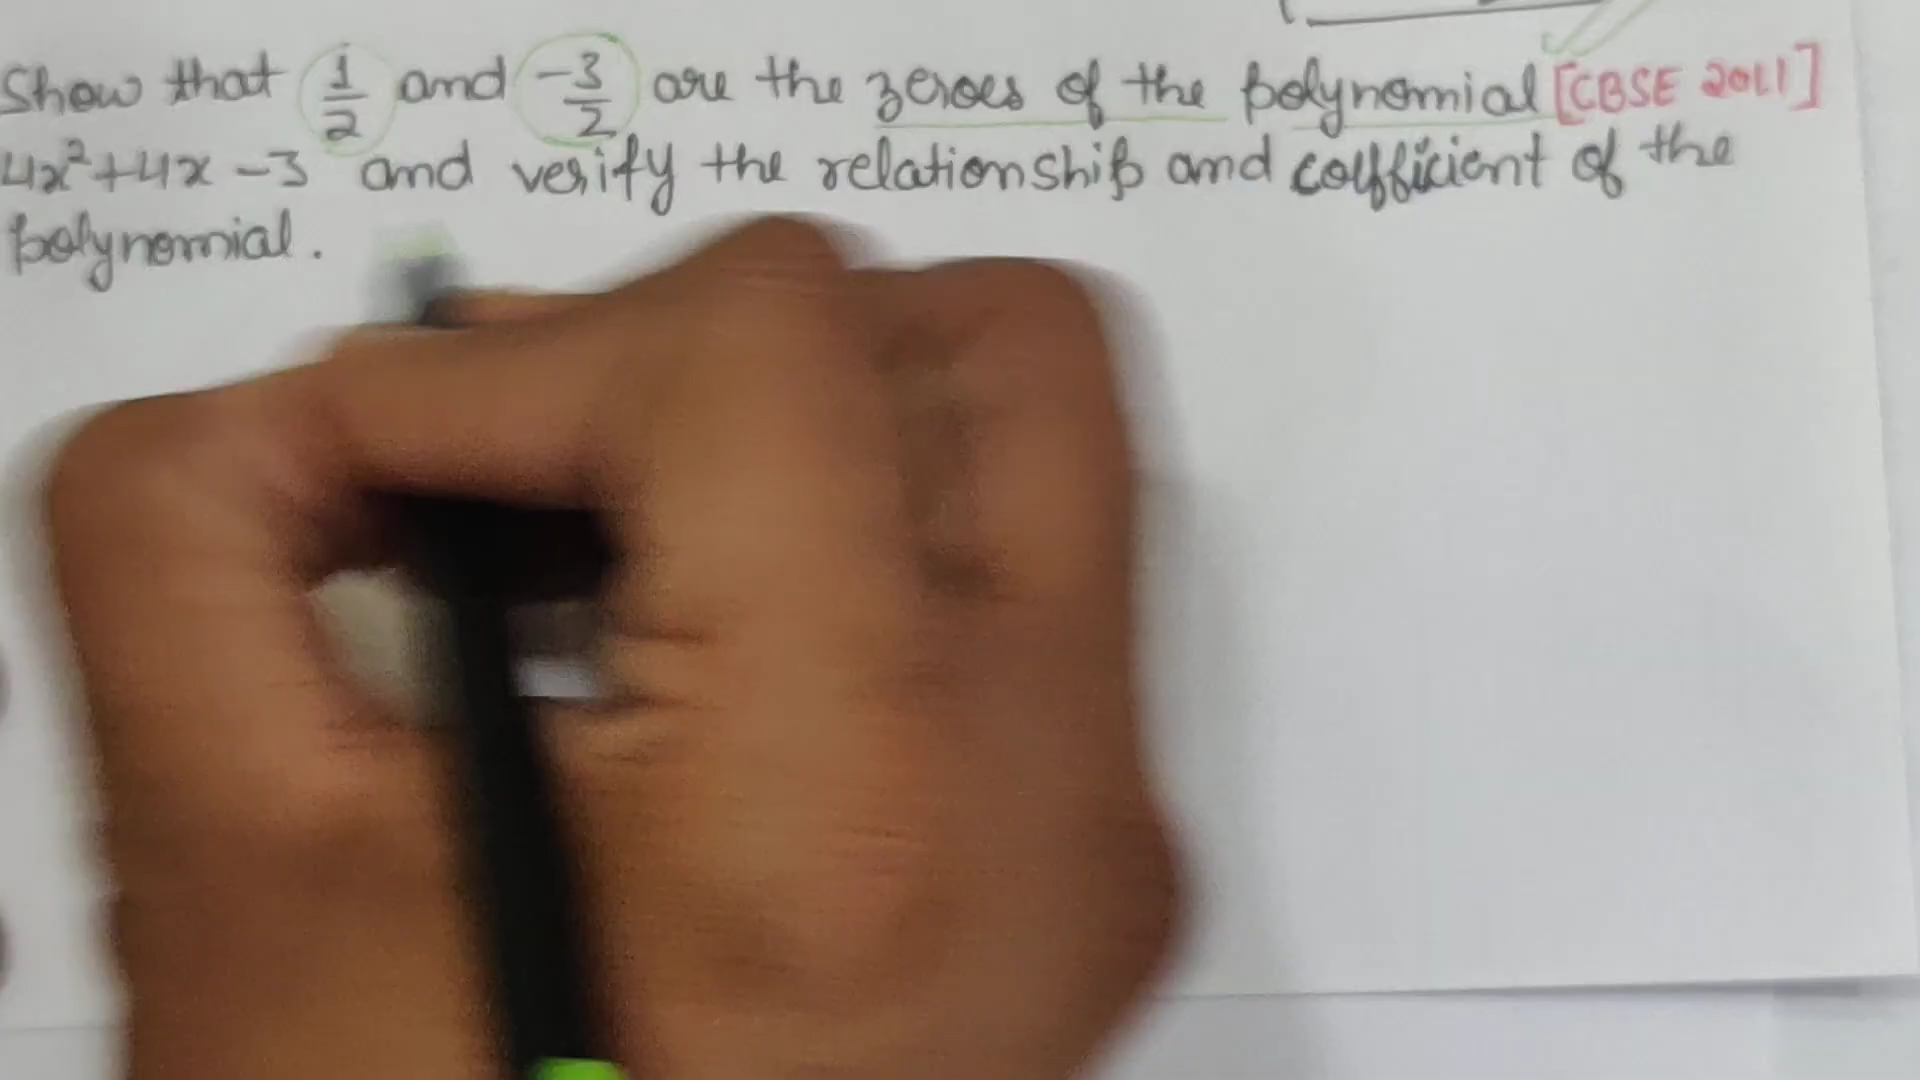 Show that 1/2 and -3/2 are the zeroes of the polynomial [CBSE 2011]
4x²+4x-3 and verify the relationship and cofficient of the
polynomial.